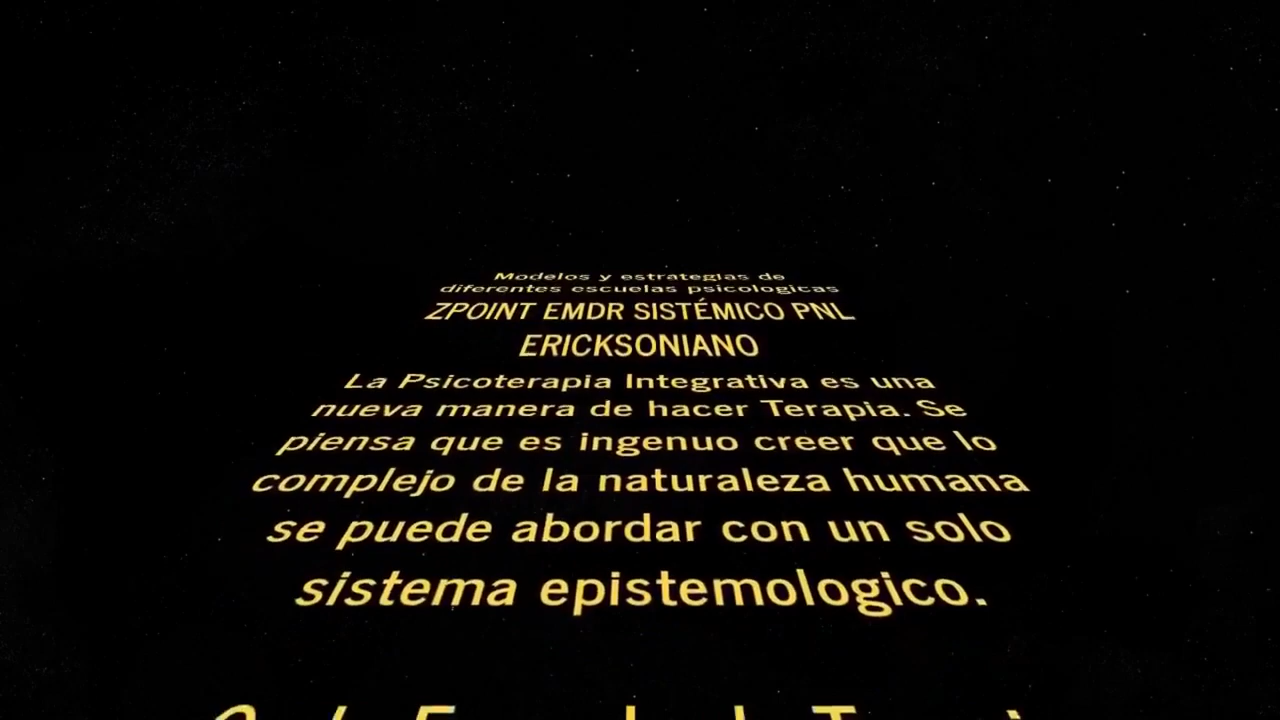 Modelos y estrategias de
diferentes escuelas psicologicas
ZPOINT EMDR SISTÉMICO PNL
ERICKSONIANO
La Psicoterapia Integrativa es una
nueva manera de hacer Terapia. Se
piensa que es ingenuo creer que lo
complejo de la naturaleza humana
se puede abordar con un solo
sistema epistemologico.